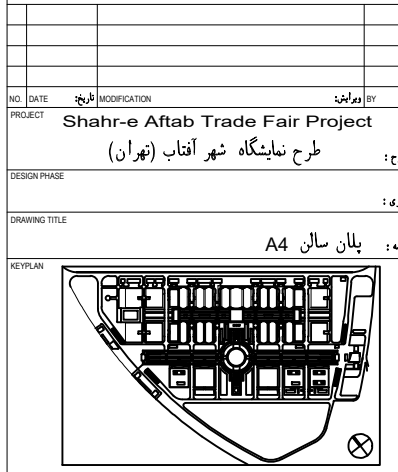 NO. DATE تاریخ: MODIFICATION ویرایش: BY
PROJECT
Shahr-e Aftab Trade Fair Project
طرح نمایشگاه شهر آفتاب (تهران)
DESIGN PHASE
DRAWING TITLE
پلان سالن A4
KEYPLAN